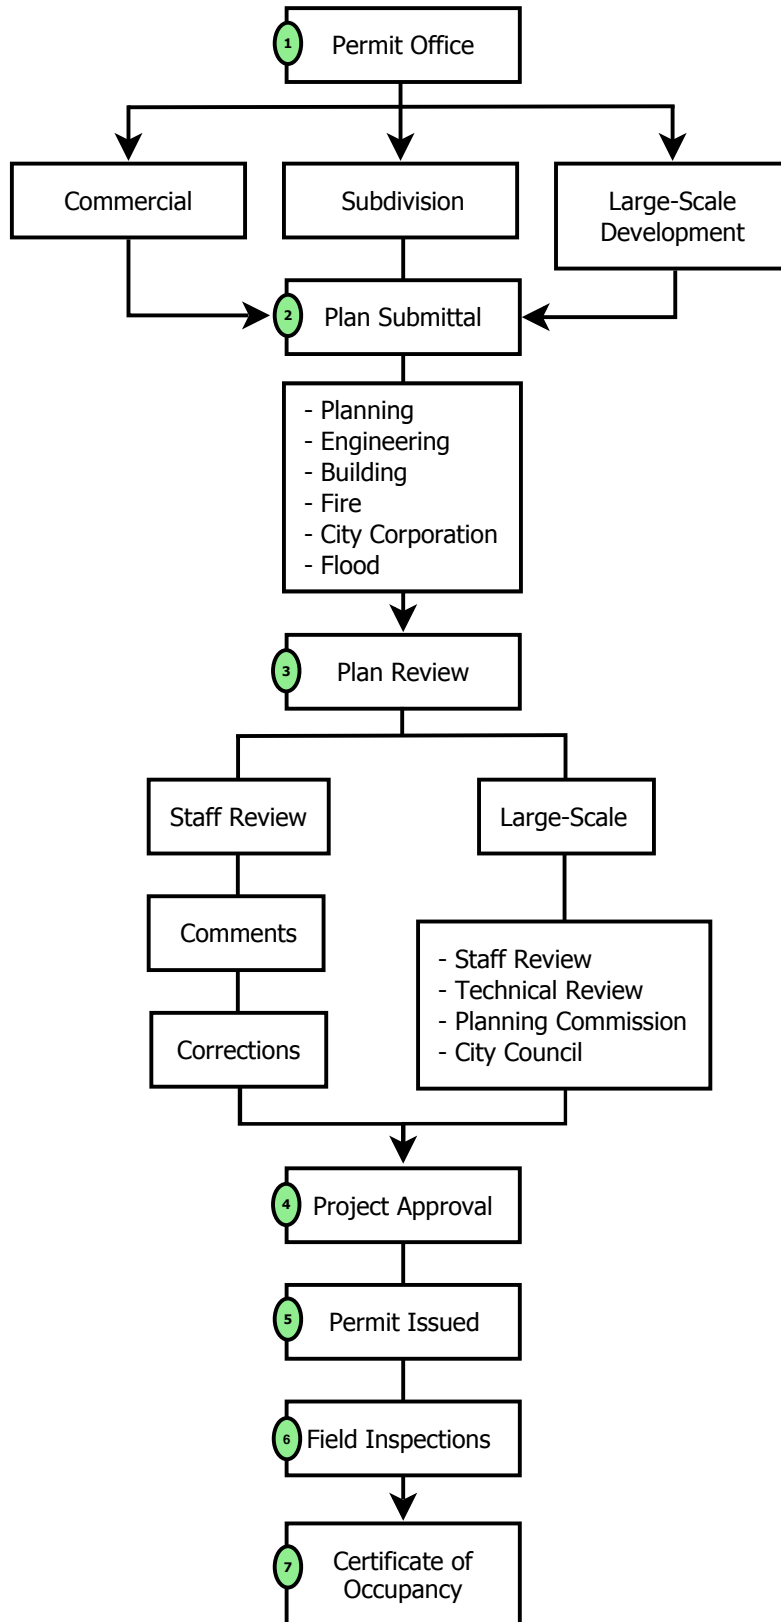 1
Permit Office
Commercial
Subdivision
Large-Scale
Development
2
Plan Submittal
- Planning
- Engineering
- Building
- Fire
- City Corporation
- Flood
3
Plan Review
Staff Review
Large-Scale
Comments
Corrections
- Staff Review
- Technical Review
- Planning Commission
- City Council
4
Project Approval
5
Permit Issued
6
Field Inspections
7
Certificate of
Occupancy